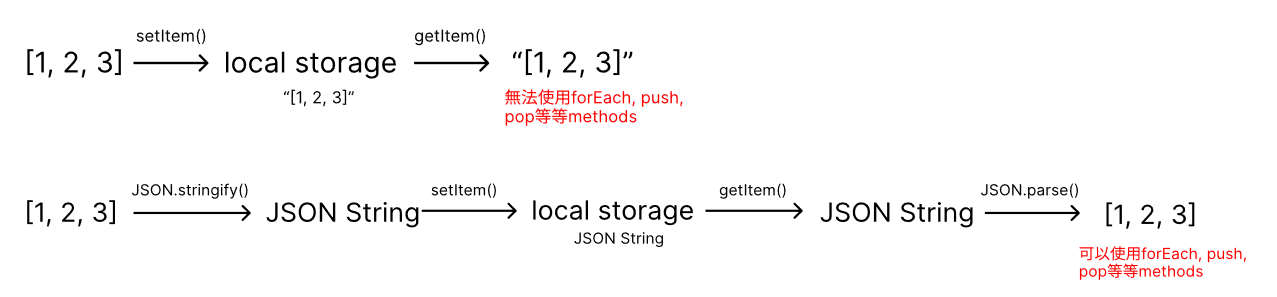 setItem()
getItem()
[1, 2, 3]
local storage
“[1, 2, 3]”
“[1, 2, 3]”
無法使用forEach, push,
pop等等methods
JSON.stringify()
setItem()
getItem()
JSON.parse()
[1, 2, 3]
JSON String
local storage
JSON String
[1, 2, 3]
JSON String
可以使用forEach, push,
pop等等methods